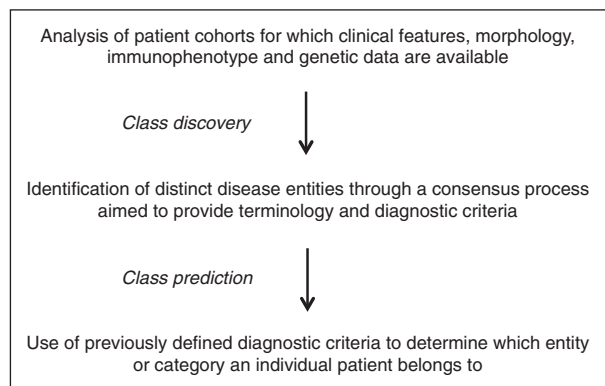 Analysis of patient cohorts for which clinical features, morphology,
immunophenotype and genetic data are available
Class discovery
Identification of distinct disease entities through a consensus process
aimed to provide terminology and diagnostic criteria
Class prediction
Use of previously defined diagnostic criteria to determine which entity
or category an individual patient belongs to